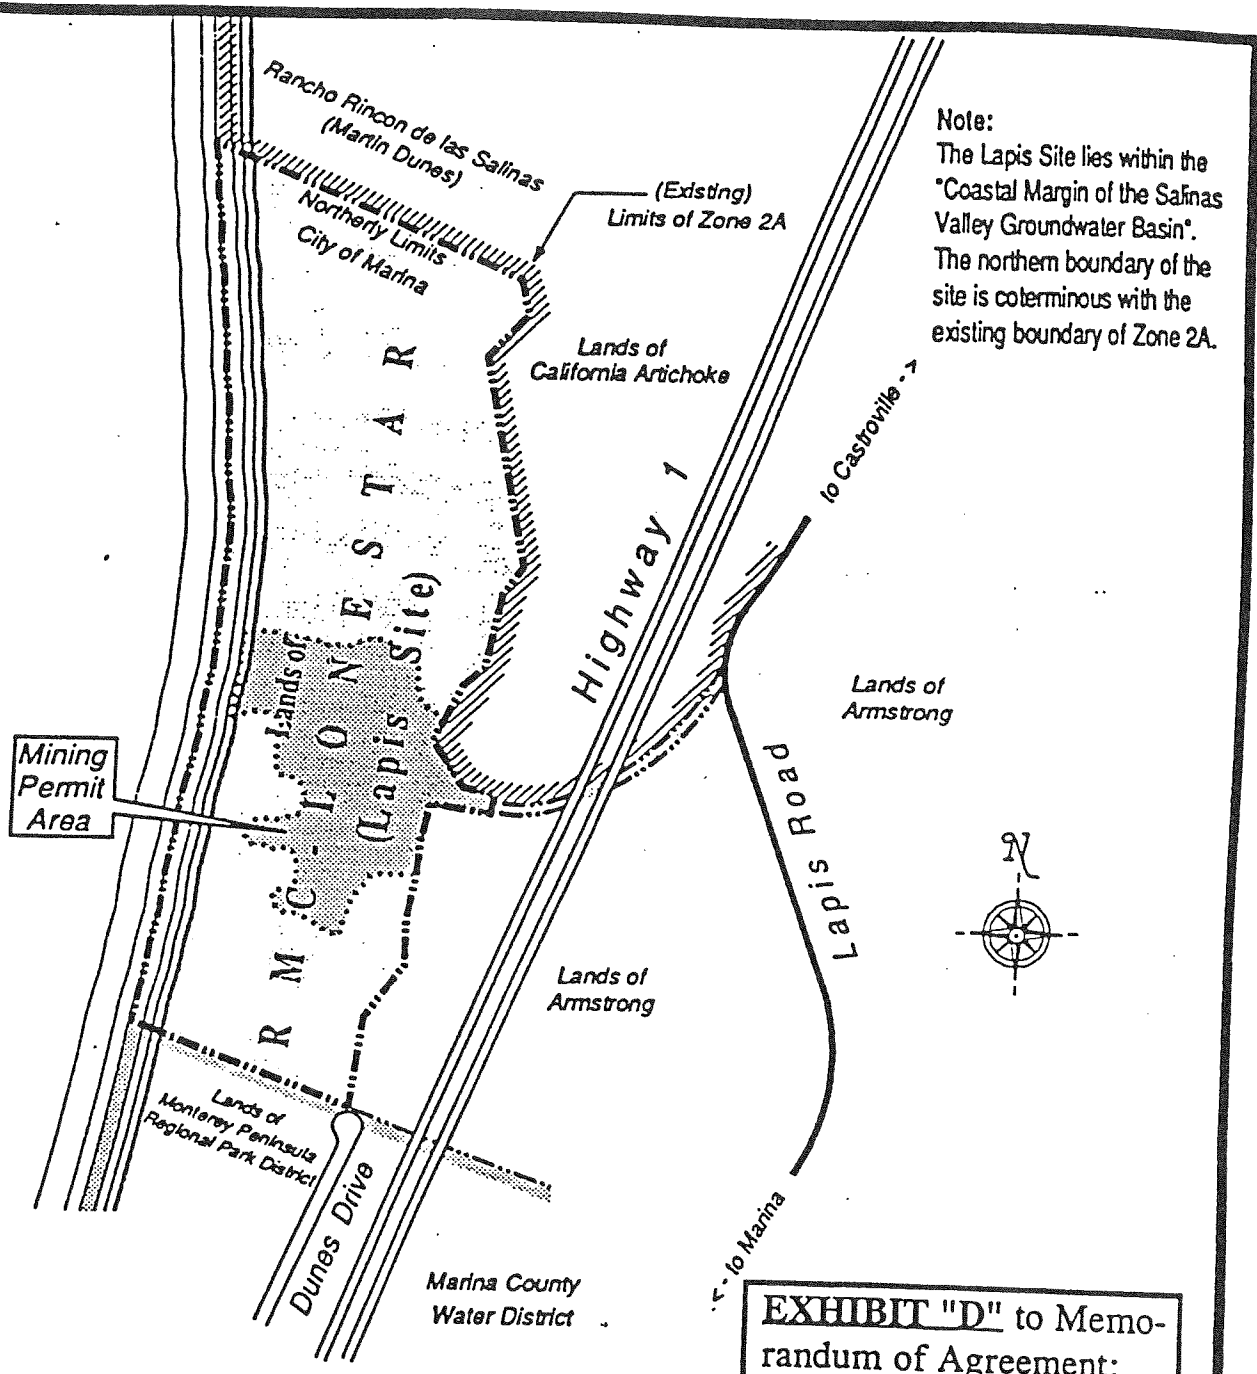 Rancho Rincon de las Salinas
(Martin Dunes)
Northerly Limits
City of Marina
(Existing)
Limits of Zone 2A
Note:
The Lapis Site lies within the
"Coastal Margin of the Salinas
Valley Groundwater Basin".
The northern boundary of the
site is coterminous with the
existing boundary of Zone 2A.
Lands of
California Artichoke
to Castroville - ->
Highway 1
Lands of
RMC-LONESTAR
(Lapis Site)
Mining
Permit
Area
Lands of
Armstrong
Lapis Road
N
Lands of
Armstrong
Lands of
Monterey Peninsula
Regional Park District
Dunes Drive
<- - to Marina
Marina County
Water District
EXHIBIT "D" to Memo-
randum of Agreement: